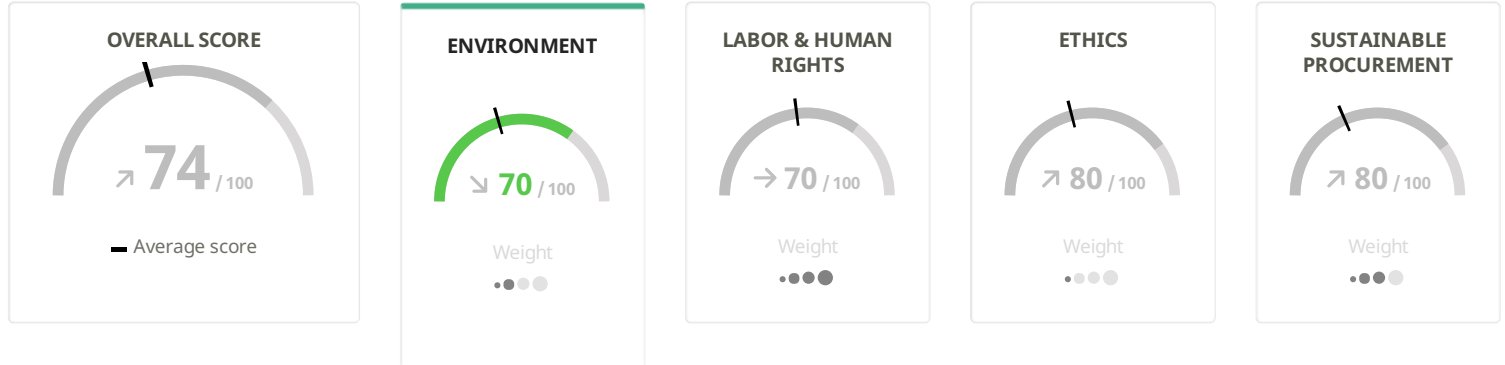 OVERALL SCORE
74 / 100
Average score
ENVIRONMENT
70 / 100
Weight
LABOR & HUMAN
RIGHTS
70 / 100
Weight
ETHICS
80 / 100
Weight
SUSTAINABLE
PROCUREMENT
80 / 100
Weight